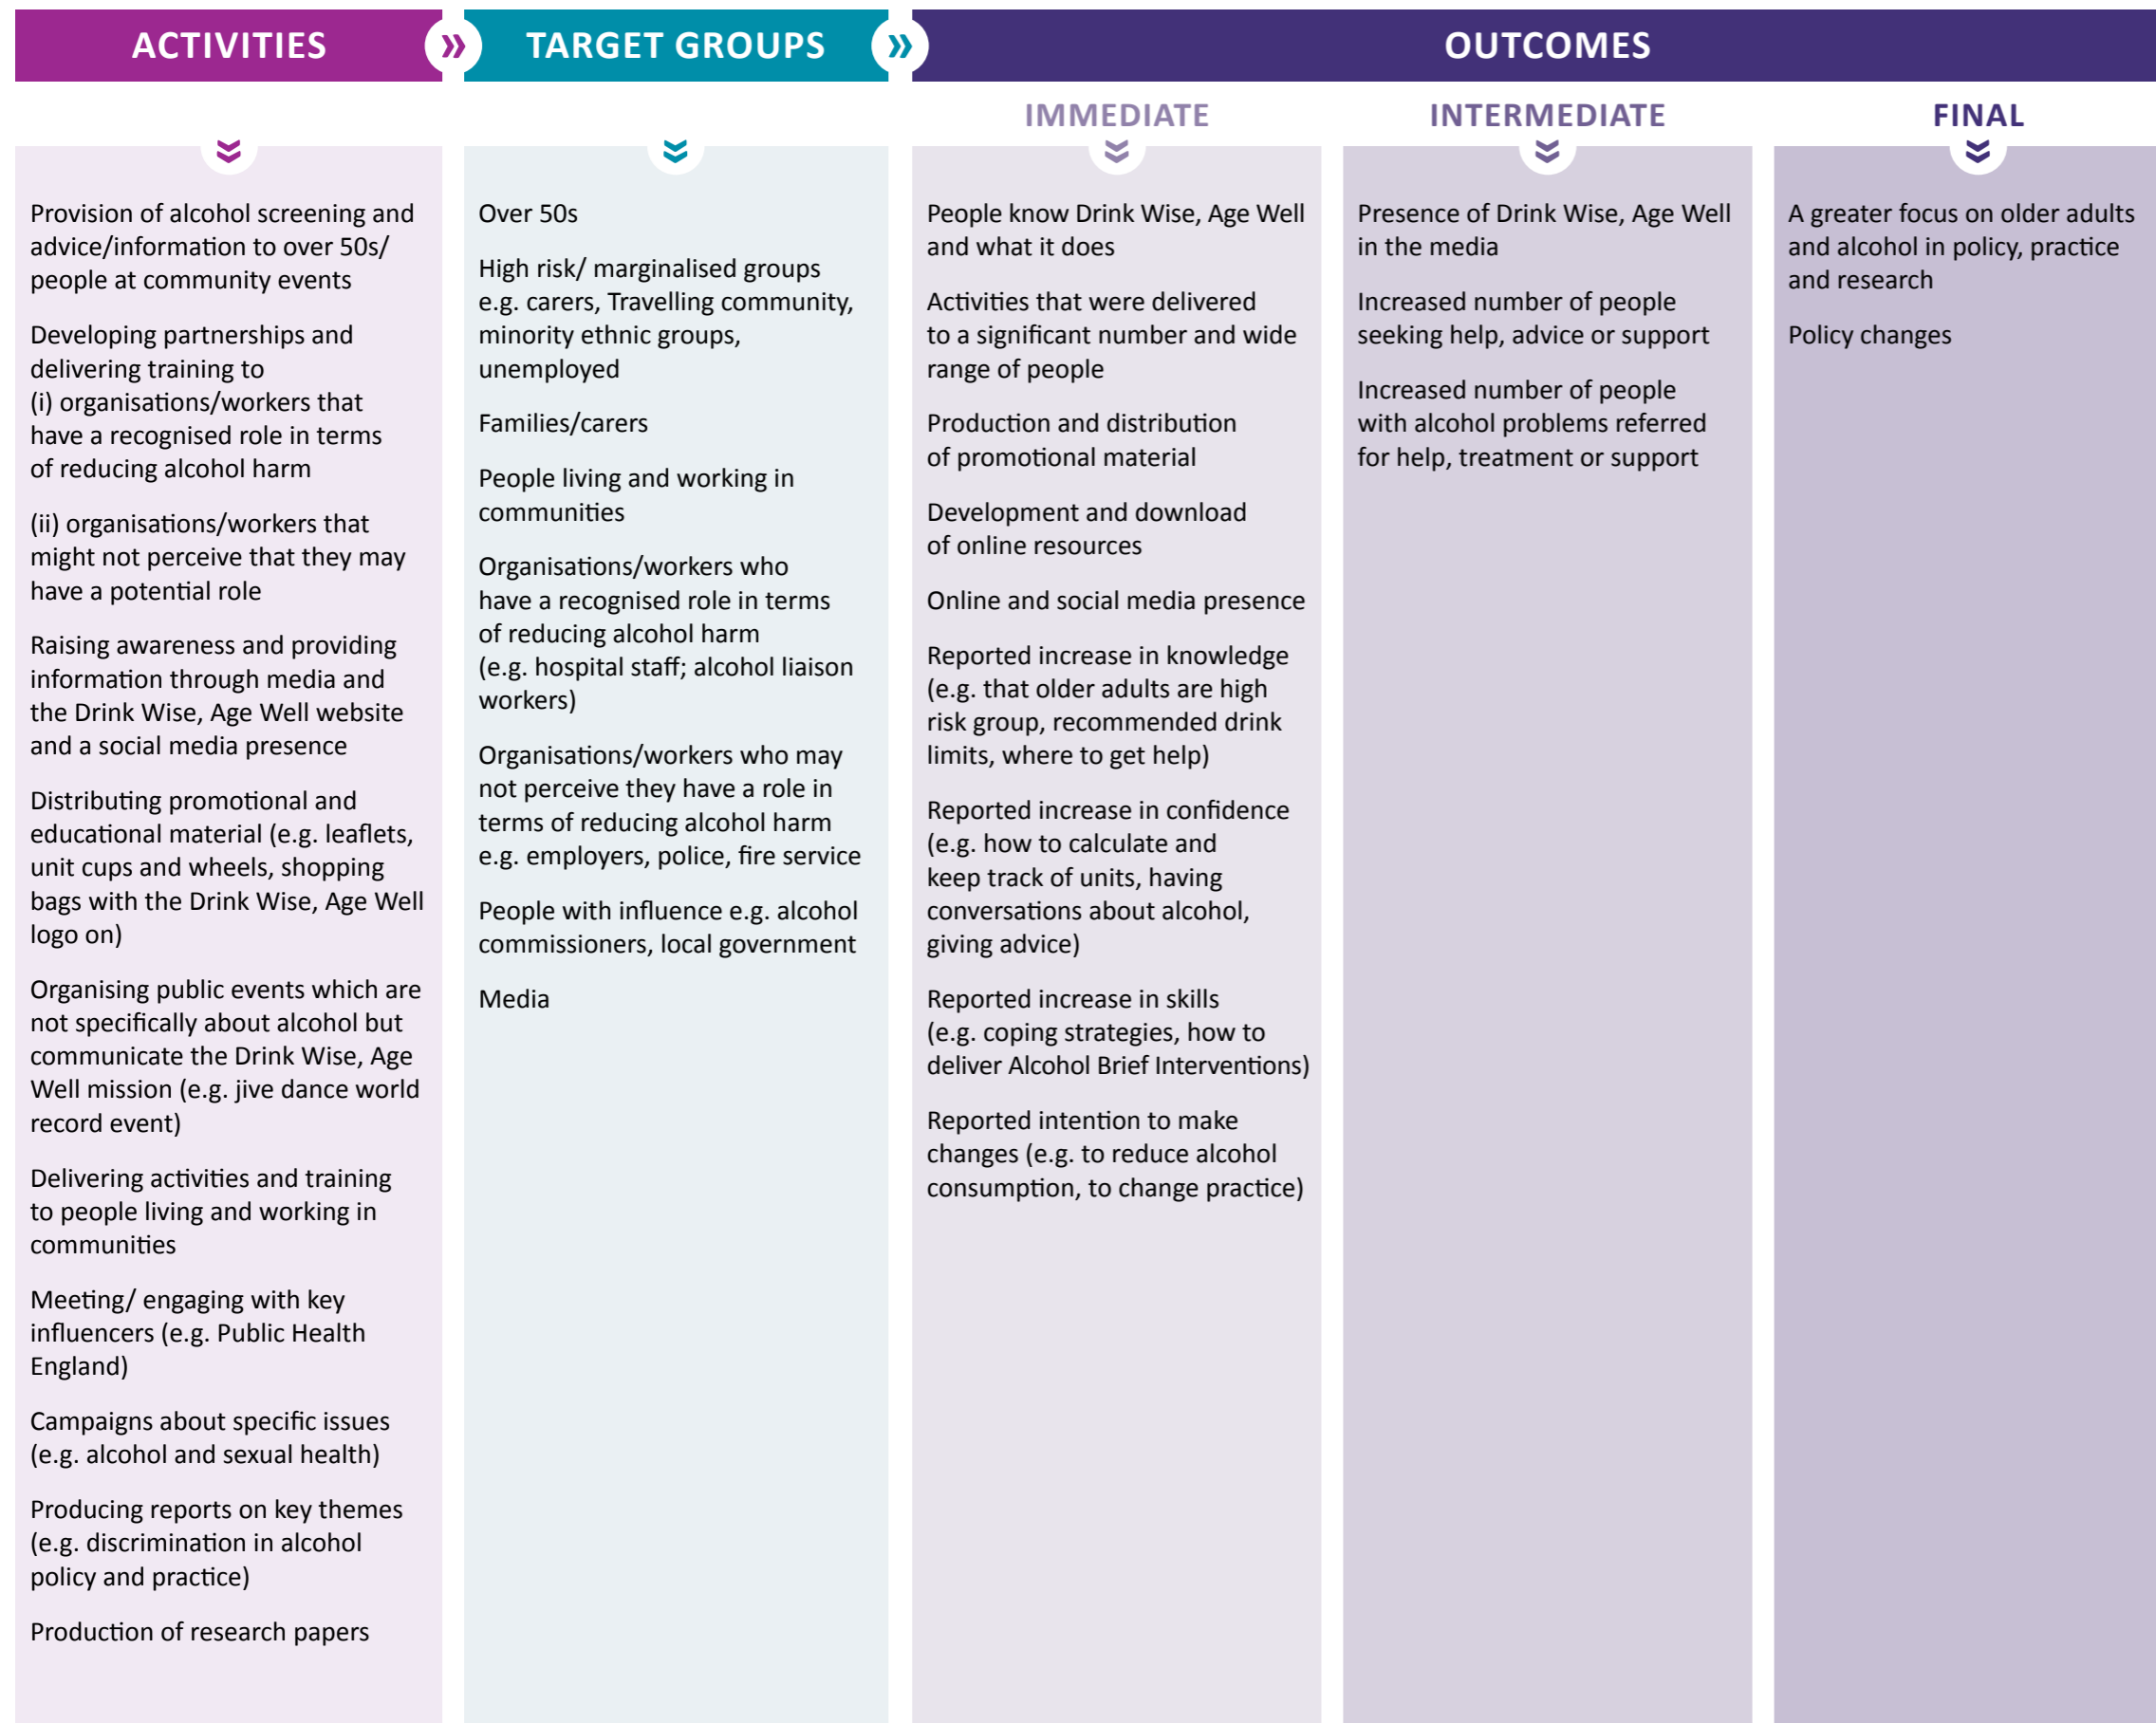 ACTIVITIES
TARGET GROUPS
OUTCOMES
IMMEDIATE
INTERMEDIATE
FINAL
Provision of alcohol screening and
advice/information to over 50s/
people at community events
Developing partnerships and
delivering training to
(i) organisations/workers that
have a recognised role in terms
of reducing alcohol harm
(ii) organisations/workers that
might not perceive that they may
have a potential role
Raising awareness and providing
information through media and
the Drink Wise, Age Well website
and a social media presence
Distributing promotional and
educational material (e.g. leaflets,
unit cups and wheels, shopping
bags with the Drink Wise, Age Well
logo on)
Organising public events which are
not specifically about alcohol but
communicate the Drink Wise, Age
Well mission (e.g. jive dance world
record event)
Delivering activities and training
to people living and working in
communities
Meeting/ engaging with key
influencers (e.g. Public Health
England)
Campaigns about specific issues
(e.g. alcohol and sexual health)
Producing reports on key themes
(e.g. discrimination in alcohol
policy and practice)
Production of research papers
Over 50s
High risk/ marginalised groups
e.g. carers, Travelling community,
minority ethnic groups,
unemployed
Families/carers
People living and working in
communities
Organisations/workers who
have a recognised role in terms
of reducing alcohol harm
(e.g. hospital staff; alcohol liaison
workers)
Organisations/workers who may
not perceive they have a role in
terms of reducing alcohol harm
e.g. employers, police, fire service
People with influence e.g. alcohol
commissioners, local government
Media
People know Drink Wise, Age Well
and what it does
Activities that were delivered
to a significant number and wide
range of people
Production and distribution
of promotional material
Development and download
of online resources
Online and social media presence
Reported increase in knowledge
(e.g. that older adults are high
risk group, recommended drink
limits, where to get help)
Reported increase in confidence
(e.g. how to calculate and
keep track of units, having
conversations about alcohol,
giving advice)
Reported increase in skills
(e.g. coping strategies, how to
deliver Alcohol Brief Interventions)
Reported intention to make
changes (e.g. to reduce alcohol
consumption, to change practice)
Presence of Drink Wise, Age Well
in the media
Increased number of people
seeking help, advice or support
Increased number of people
with alcohol problems referred
for help, treatment or support
A greater focus on older adults
and alcohol in policy, practice
and research
Policy changes